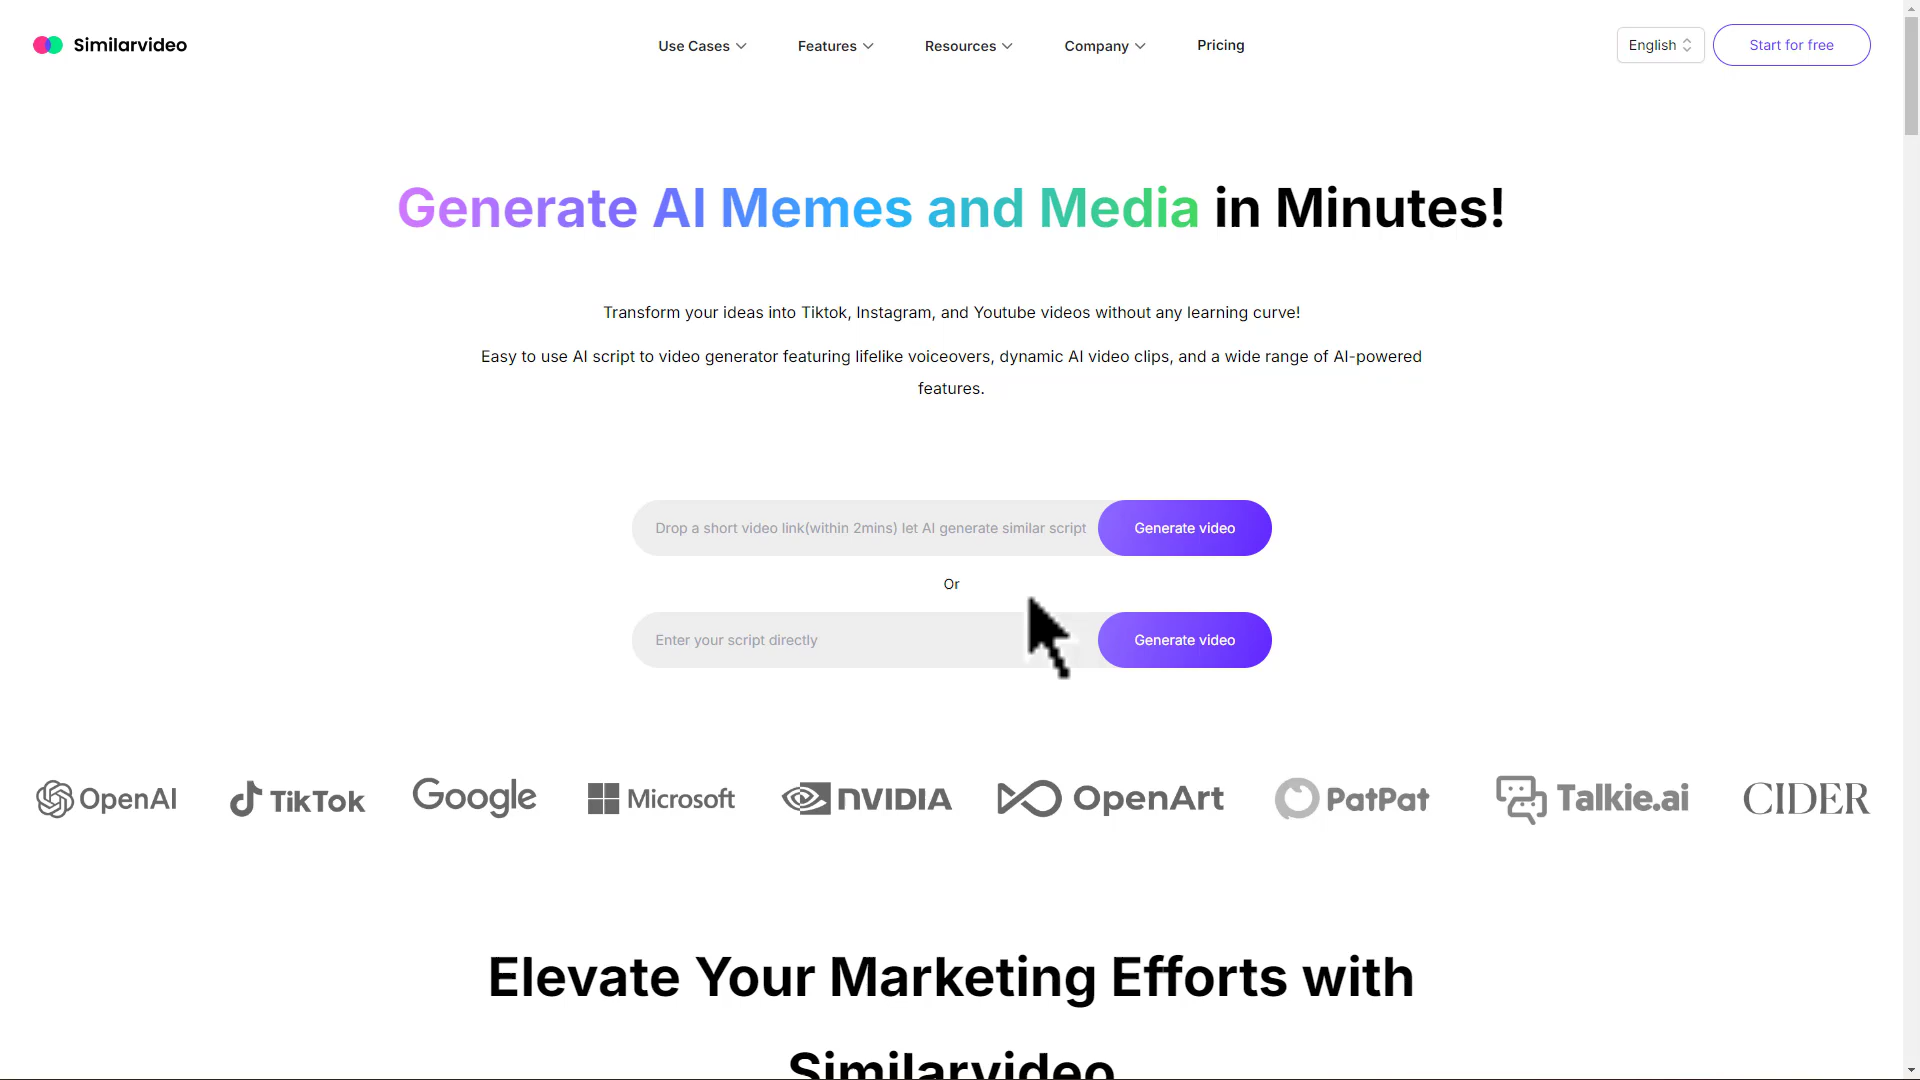 Similarvideo
Use Cases
Features
Resources
Company
Pricing
English
Start for free
Generate AI Memes and Media in Minutes!
Transform your ideas into Tiktok, Instagram, and Youtube videos without any learning curve!
Easy to use AI script to video generator featuring lifelike voiceovers, dynamic AI video clips, and a wide range of AI-powered
features.
Drop a short video link(within 2mins) let AI generate similar script
Generate video
Or
Enter your script directly
Generate video
OpenAI
TikTok
Google
Microsoft
NVIDIA
OpenArt
PatPat
Talkie.ai
CIDER
Elevate Your Marketing Efforts with
Similarvideo